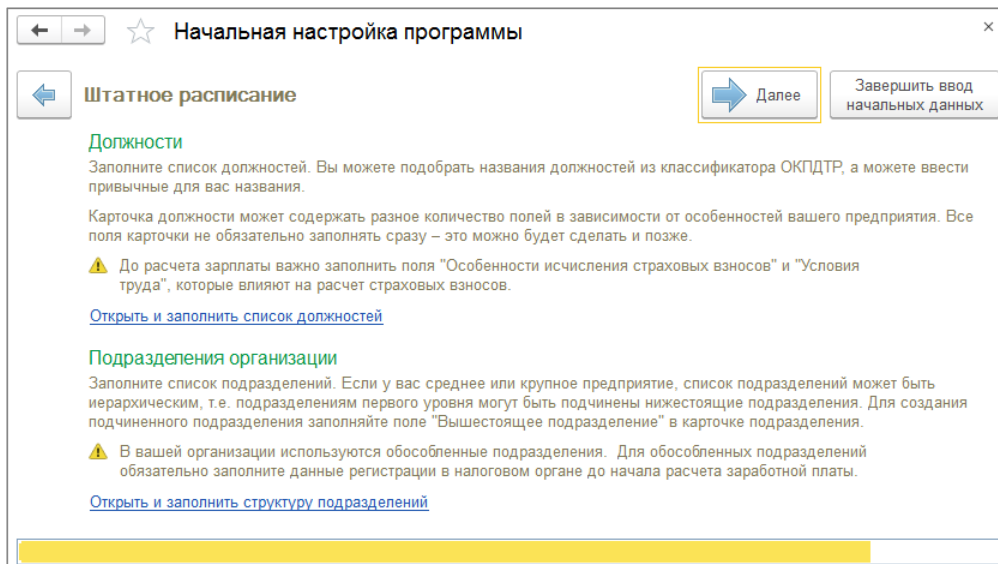 Начальная настройка программы
Штатное расписание
Далее
Завершить ввод
начальных данных
Должности
Заполните список должностей. Вы можете подобрать названия должностей из классификатора ОКПДТР, а можете ввести
привычные для вас названия.
Карточка должности может содержать разное количество полей в зависимости от особенностей вашего предприятия. Все
поля карточки не обязательно заполнять сразу – это можно будет сделать и позже.
До расчета зарплаты важно заполнить поля "Особенности исчисления страховых взносов" и "Условия
труда", которые влияют на расчет страховых взносов.
Открыть и заполнить список должностей
Подразделения организации
Заполните список подразделений. Если у вас среднее или крупное предприятие, список подразделений может быть
иерархическим, т.е. подразделениям первого уровня могут быть подчинены нижестоящие подразделения. Для создания
подчиненного подразделения заполняйте поле "Вышестоящее подразделение" в карточке подразделения.
В вашей организации используются обособленные подразделения. Для обособленных подразделений
обязательно заполните данные регистрации в налоговом органе до начала расчета заработной платы.
Открыть и заполнить структуру подразделений